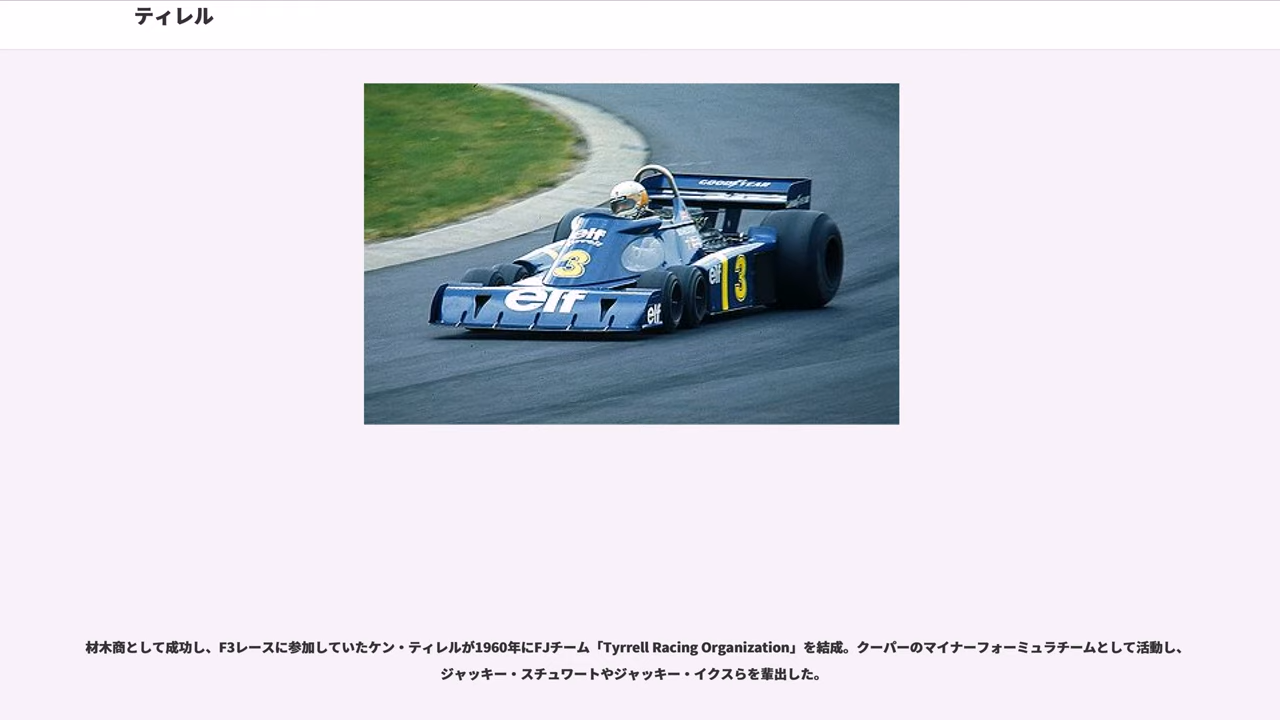 ティレル
GOODYEAR
elf
3
elf
3
elf
elf
材木商として成功し、F3レースに参加していたケン・ティレルが1960年にFJチーム「Tyrrell Racing Organization」を結成。クーパーのマイナーフォーミュラチームとして活動し、
ジャッキー・スチュワートやジャッキー・イクスらを輩出した。